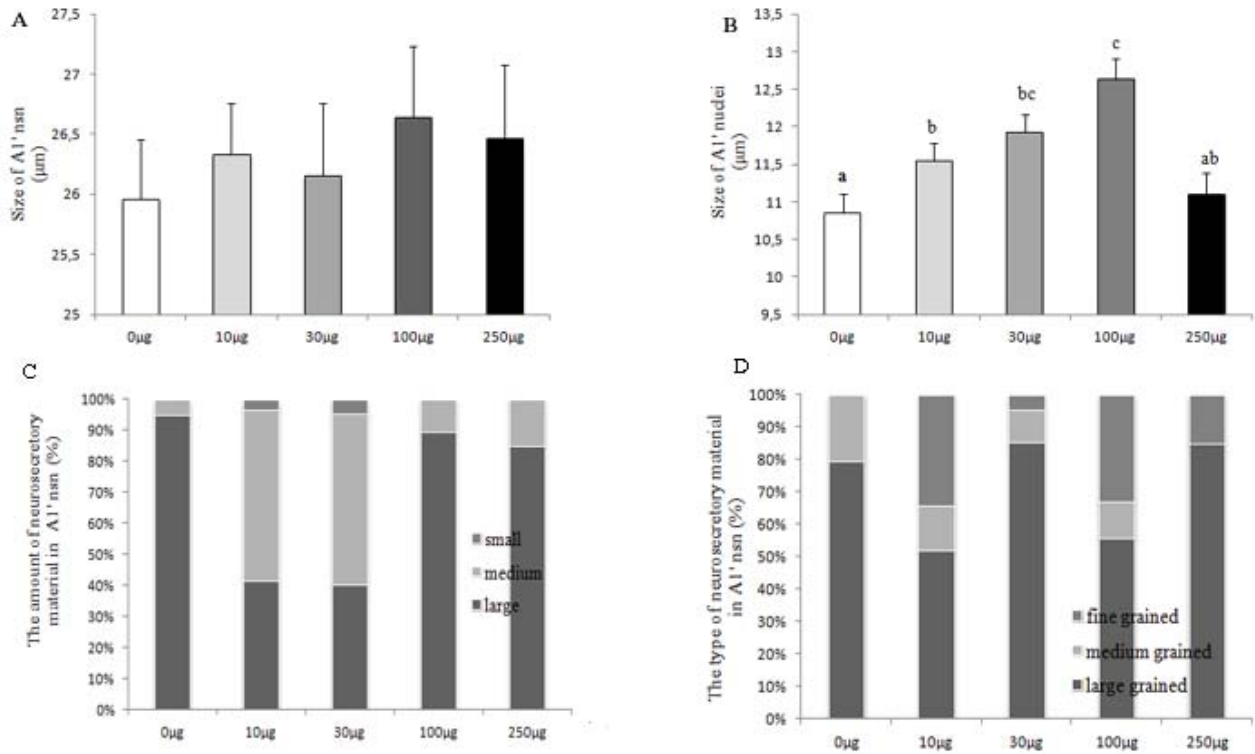 A
Size of A1' nsn
(μm)
27,5
27
26,5
26
25,5
25
0μg
10μg
30μg
100μg
250μg
B
Size of A1' nudei
(μm)
13,5
13
12,5
12
11,5
11
10,5
10
9,5
a
b
bc
c
ab
0μg
10μg
30μg
100μg
250μg
C
The amount of neurosecretory
material in A1' nsn (%)
100%
90%
80%
70%
60%
50%
40%
30%
20%
10%
0%
small
medium
large
0μg
10μg
30μg
100μg
250μg
D
The type of neurosecretory material
in A1' nsn (%)
100%
90%
80%
70%
60%
50%
40%
30%
20%
10%
0%
fine grained
medium grained
large grained
0μg
10μg
30μg
100μg
250μg